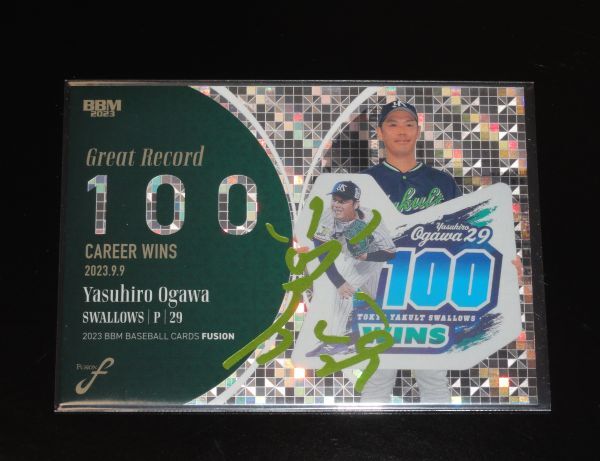 BBM
2023
Great Record
100
CAREER WINS
2023.9.9
Yasuhiro Ogawa
SWALLOWS | P | 29
2023 BBM BASEBALL CARDS FUSION
FUSION
f
Yakult
Yasuhiro
Ogawa 29
100
TOKYO YAKULT SWALLOWS
WINS